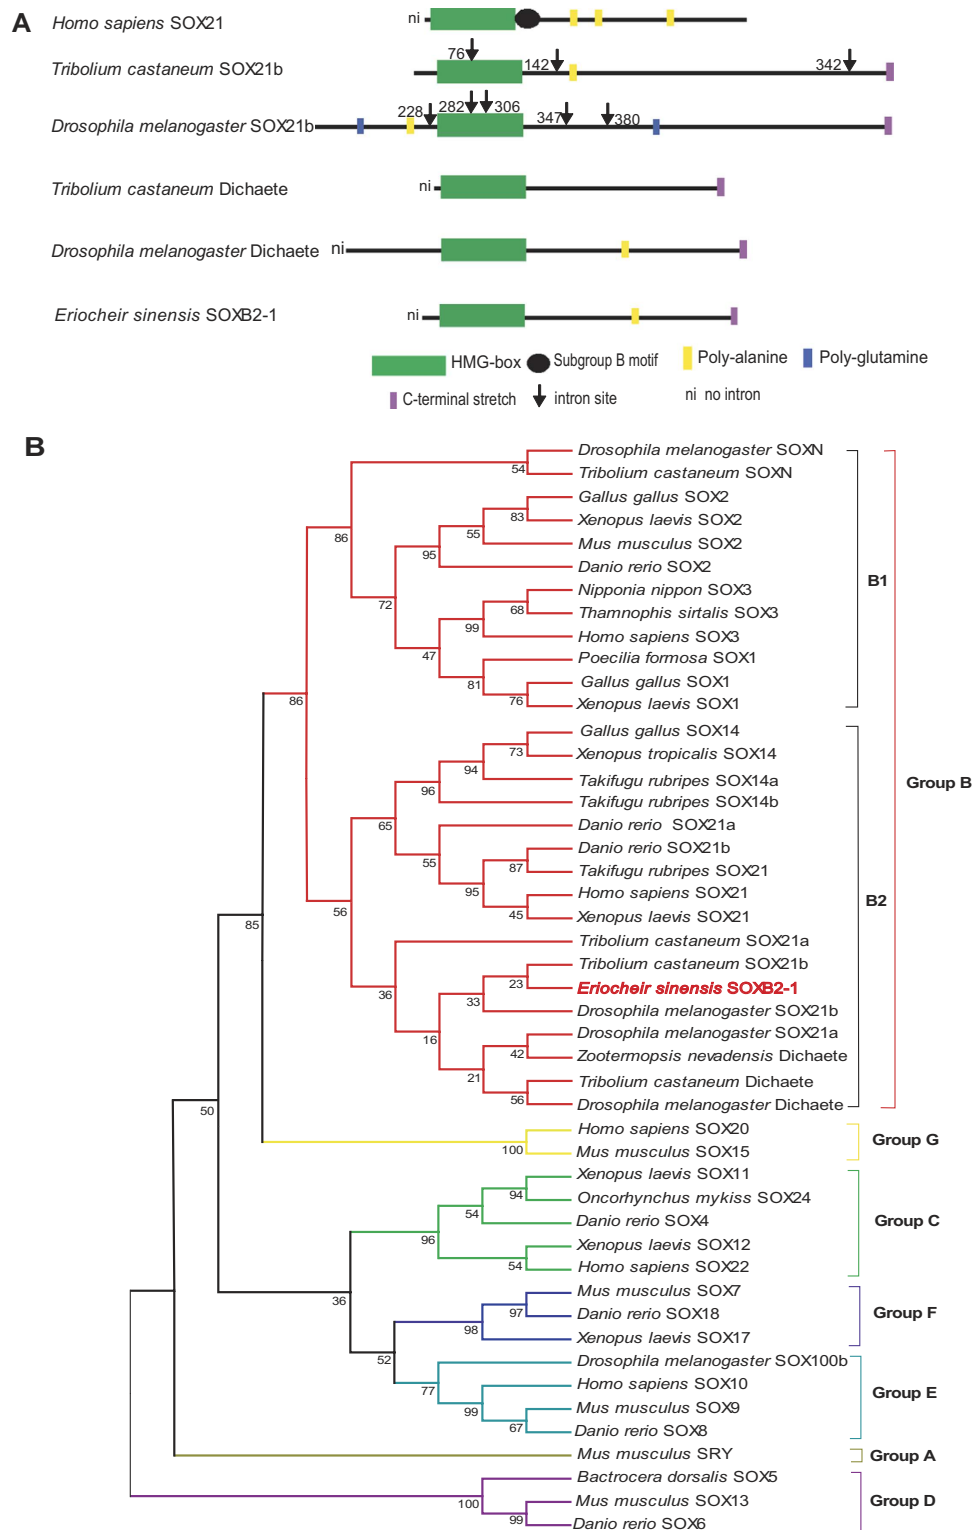 A
Homo sapiens SOX21
ni
Tribolium castaneum SOX21b
76
142
342
Drosophila melanogaster SOX21b
228
282
306
347
380
Tribolium castaneum Dichaete
ni
Drosophila melanogaster Dichaete
ni
Eriocheir sinensis SOXB2-1
ni
HMG-box
Subgroup B motif
Poly-alanine
Poly-glutamine
C-terminal stretch
intron site
ni no intron
B
Drosophila melanogaster SOXN
54
Tribolium castaneum SOXN
Gallus gallus SOX2
83
Xenopus laevis SOX2
86
55
Mus musculus SOX2
95
Danio rerio SOX2
B1
Nipponia nippon SOX3
72
68
Thamnophis sirtalis SOX3
99
Homo sapiens SOX3
47
Poecilia formosa SOX1
81
Gallus gallus SOX1
86
76
Xenopus laevis SOX1
Gallus gallus SOX14
73
Xenopus tropicalis SOX14
94
Takifugu rubripes SOX14a
96
Group B
Takifugu rubripes SOX14b
65
Danio rerio SOX21a
Danio rerio SOX21b
55
87
Takifugu rubripes SOX21
95
Homo sapiens SOX21
B2
56
45
Xenopus laevis SOX21
85
Tribolium castaneum SOX21a
Tribolium castaneum SOX21b
36
23
Eriocheir sinensis SOXB2-1
33
Drosophila melanogaster SOX21b
16
Drosophila melanogaster SOX21a
42
Zootermopsis nevadensis Dichaete
21
Tribolium castaneum Dichaete
56
Drosophila melanogaster Dichaete
50
Homo sapiens SOX20
Group G
100
Mus musculus SOX15
Xenopus laevis SOX11
94
Oncorhynchus mykiss SOX24
54
Danio rerio SOX4
Group C
96
Xenopus laevis SOX12
54
Homo sapiens SOX22
36
Mus musculus SOX7
97
Danio rerio SOX18
Group F
98
Xenopus laevis SOX17
52
Drosophila melanogaster SOX100b
77
Homo sapiens SOX10
Group E
99
Mus musculus SOX9
67
Danio rerio SOX8
Mus musculus SRY
Group A
Bactrocera dorsalis SOX5
100
Mus musculus SOX13
Group D
99
Danio rerio SOX6